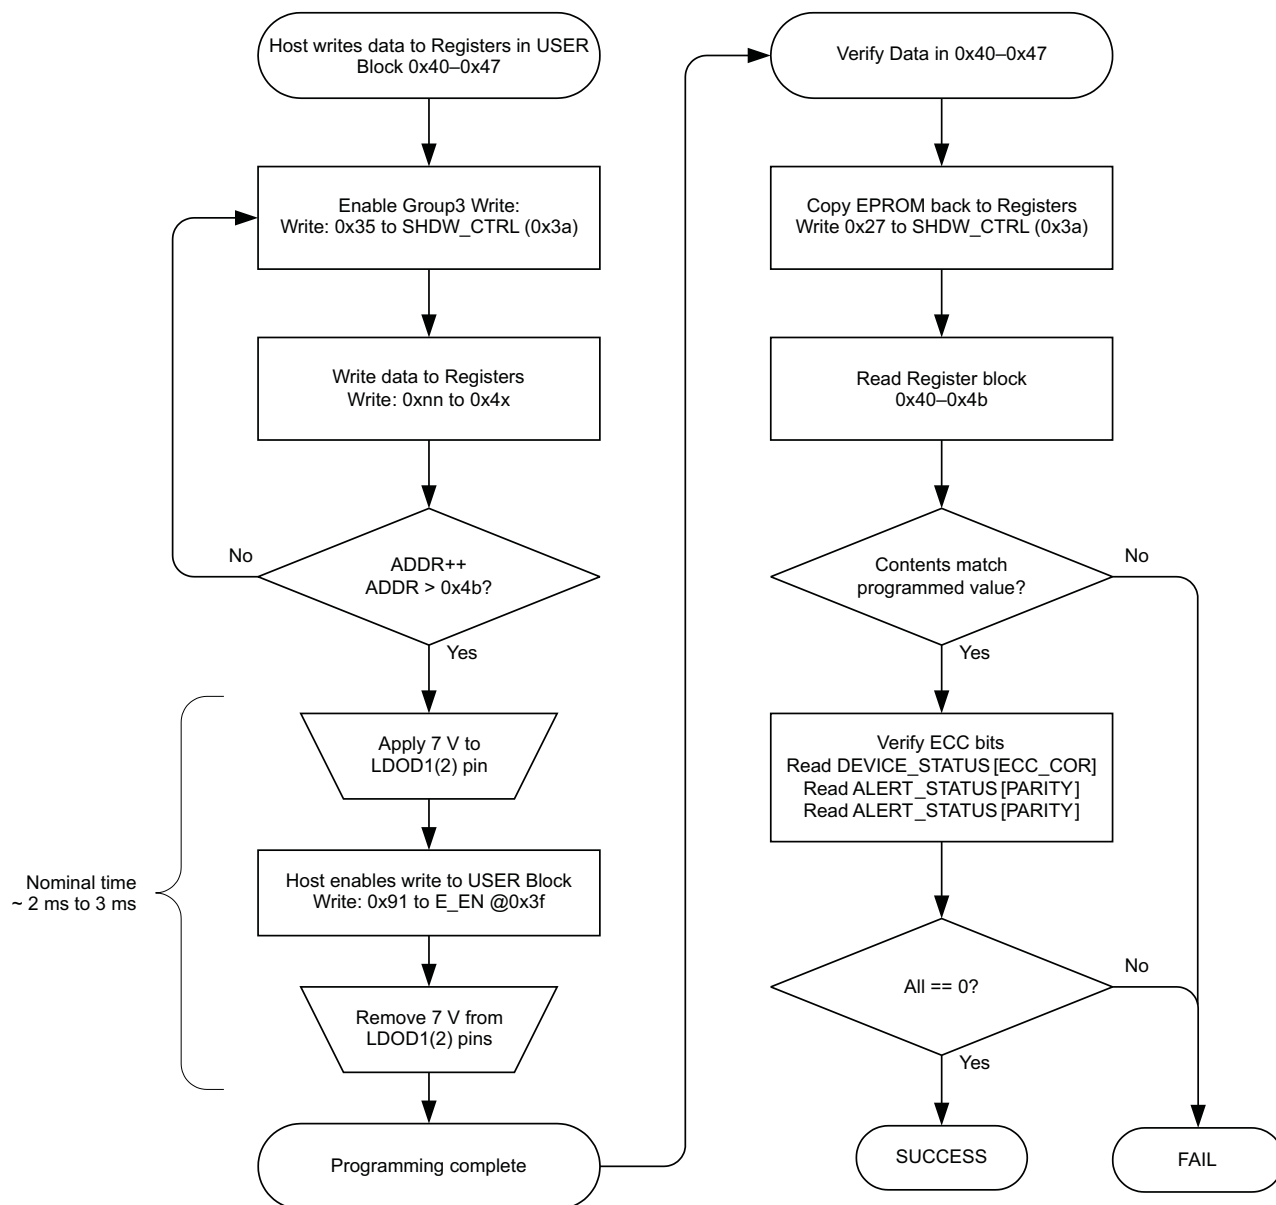 Host writes data to Registers in USER
Block 0x40–0x47
Enable Group3 Write:
Write: 0x35 to SHDW_CTRL (0x3a)
Write data to Registers
Write: 0xnn to 0x4x
No
ADDR++
ADDR > 0x4b?
Yes
Apply 7 V to
LDOD1(2) pin
Nominal time
~ 2 ms to 3 ms
Host enables write to USER Block
Write: 0x91 to E_EN @0x3f
Remove 7 V from
LDOD1(2) pins
Programming complete
Verify Data in 0x40–0x47
Copy EPROM back to Registers
Write 0x27 to SHDW_CTRL (0x3a)
Read Register block
0x40–0x4b
Contents match
programmed value?
No
Yes
Verify ECC bits
Read DEVICE_STATUS [ECC_COR]
Read ALERT_STATUS [PARITY]
Read ALERT_STATUS [PARITY]
All == 0?
No
Yes
SUCCESS
FAIL